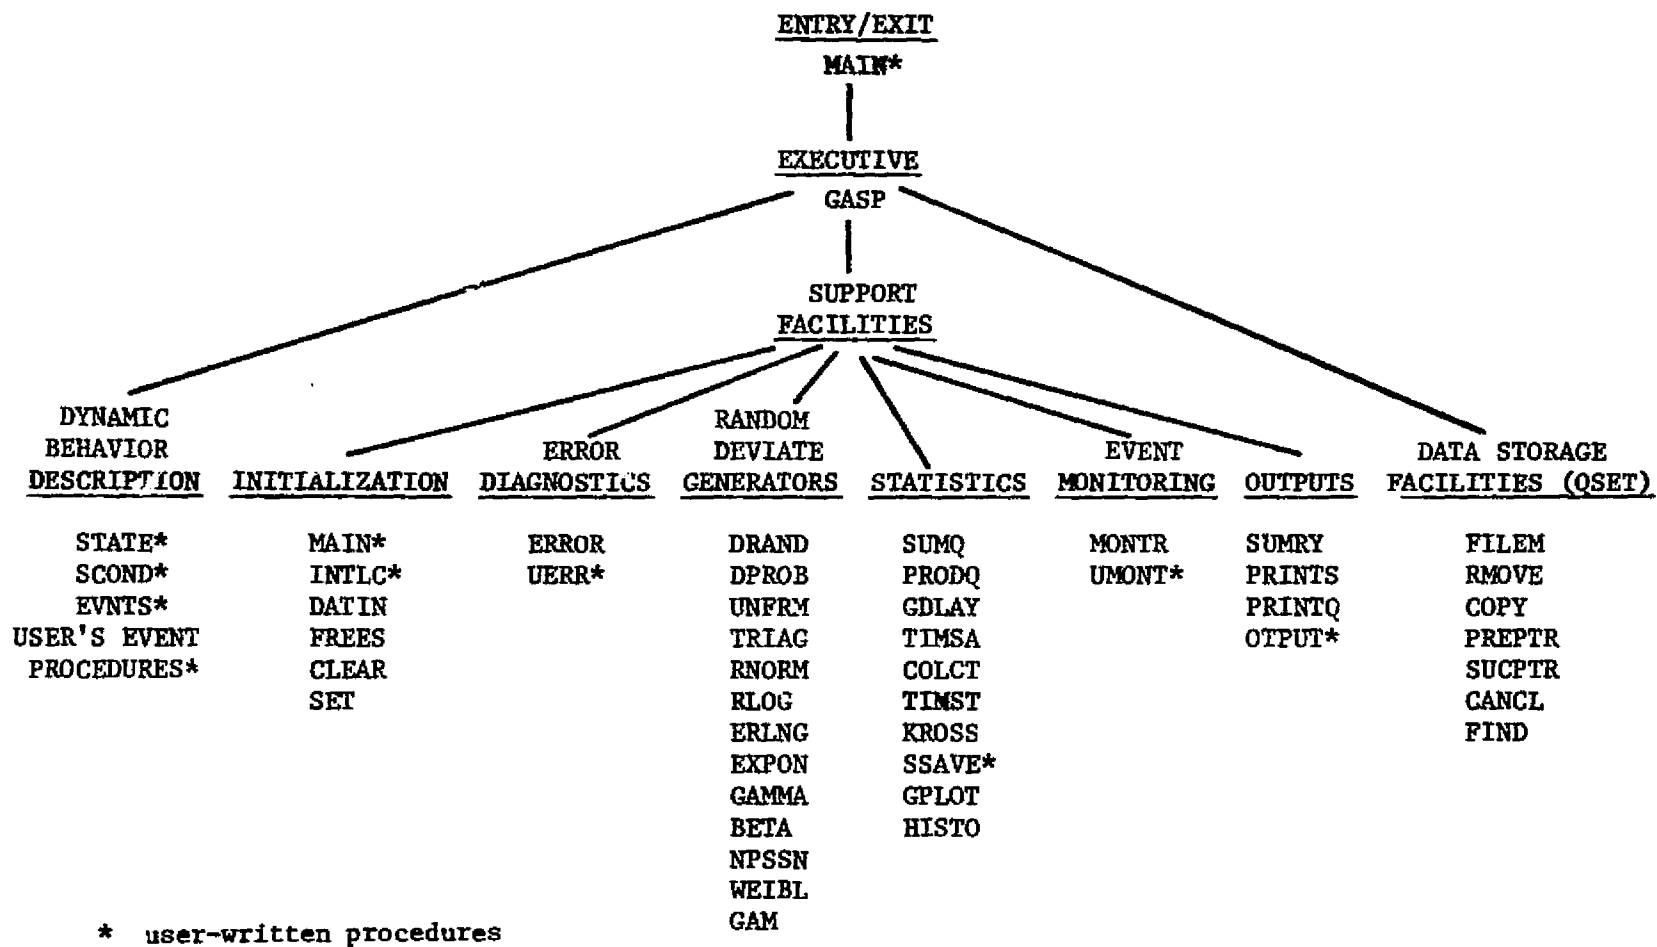 ENTRY/EXIT
MAIN*
EXECUTIVE
GASP
SUPPORT
FACILITIES
DYNAMIC
BEHAVIOR
DESCRIPTION
STATE*
SCOND*
EVNTS*
USER'S EVENT
PROCEDURES*
INITIALIZATION
MAIN*
INTLC*
DATIN
FREES
CLEAR
SET
ERROR
DIAGNOSTICS
ERROR
UERR*
RANDOM
DEVIATE
GENERATORS
DRAND
DPROB
UNFRM
TRIAG
RNORM
RLOG
ERLNG
EXPON
GAMMA
BETA
NPSSN
WEIBL
GAM
STATISTICS
SUMQ
PRODQ
GDLAY
TIMSA
COLCT
TIMST
KROSS
SSAVE*
GPLOT
HISTO
EVENT
MONITORING
MONTR
UMONT*
OUTPUTS
SUMRY
PRINTS
PRINTQ
OTPUT*
DATA STORAGE
FACILITIES (QSET)
FILEM
RMOVE
COPY
PREPTR
SUCPTR
CANCL
FIND
* user-written procedures